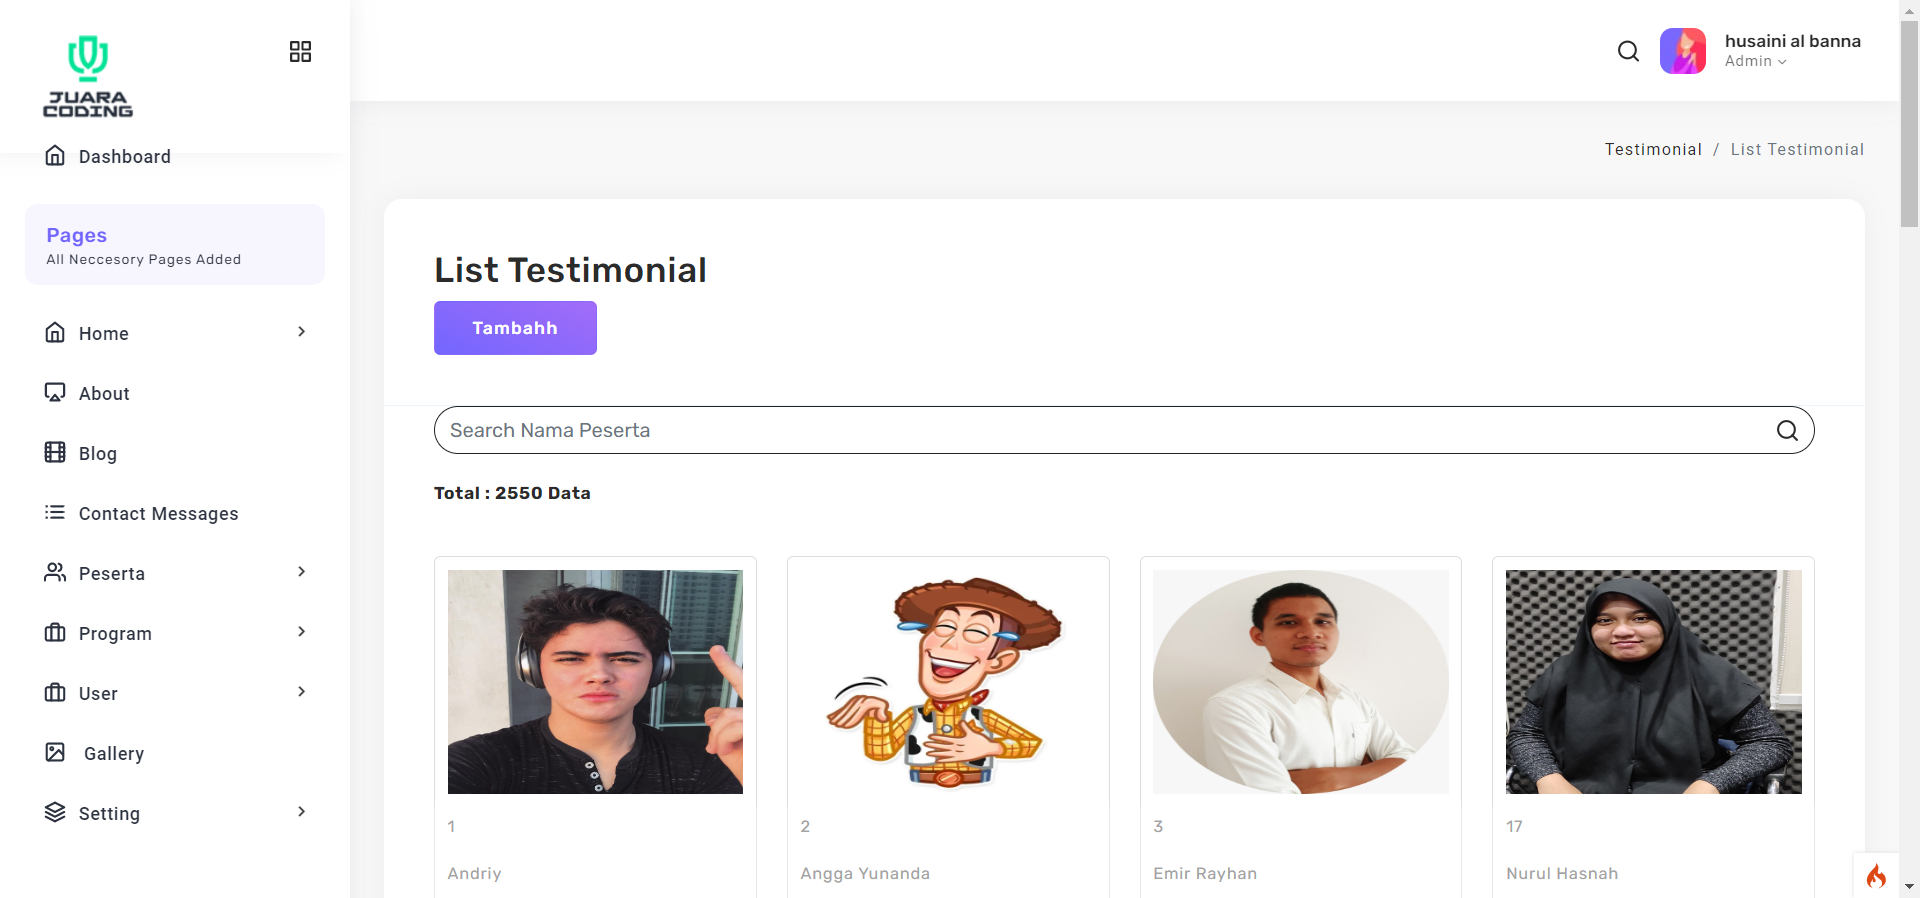 JUARA
CODING
husaini al banna
Admin
Dashboard
Testimonial / List Testimonial
Pages
All Neccesory Pages Added
Home
About
Blog
Contact Messages
Peserta
Program
User
Gallery
Setting
List Testimonial
Tambahh
Search Nama Peserta
Total : 2550 Data
1
Andriy
2
Angga Yunanda
3
Emir Rayhan
17
Nurul Hasnah